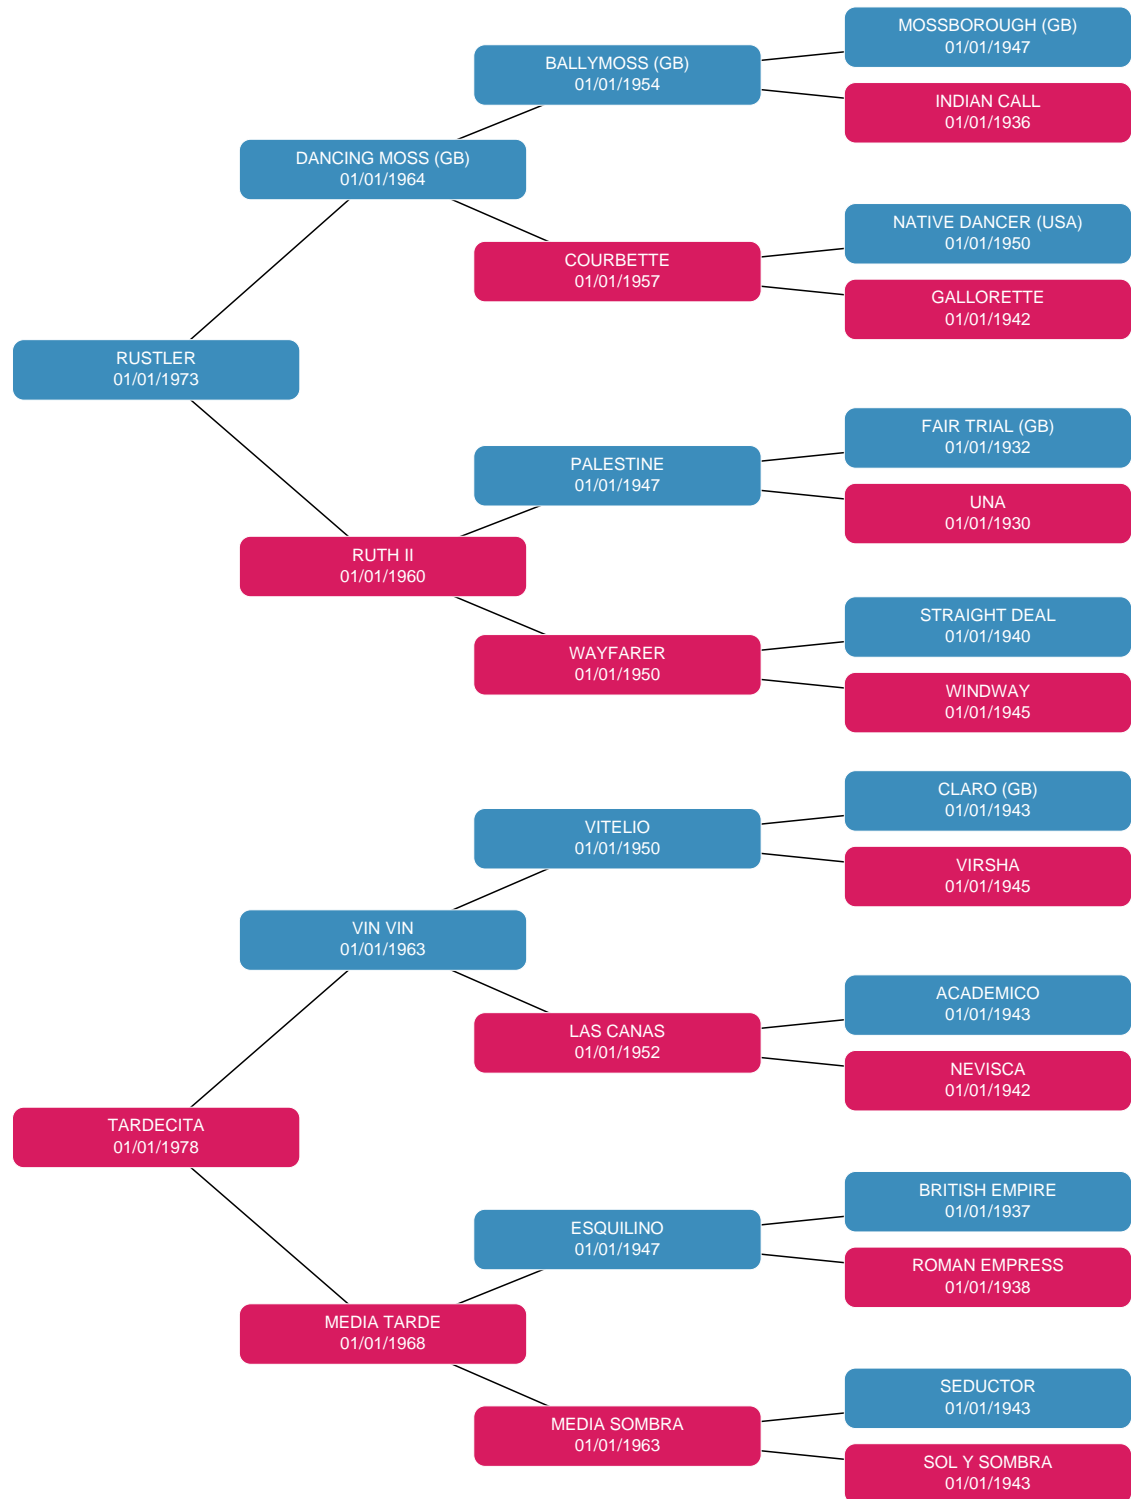 MOSSBOROUGH (GB)
01/01/1947
BALLYMOSS (GB)
01/01/1954
INDIAN CALL
01/01/1936
DANCING MOSS (GB)
01/01/1964
NATIVE DANCER (USA)
01/01/1950
COURBETTE
01/01/1957
GALLORETTE
01/01/1942
RUSTLER
01/01/1973
FAIR TRIAL (GB)
01/01/1932
PALESTINE
01/01/1947
UNA
01/01/1930
RUTH II
01/01/1960
STRAIGHT DEAL
01/01/1940
WAYFARER
01/01/1950
WINDWAY
01/01/1945
CLARO (GB)
01/01/1943
VITELIO
01/01/1950
VIRSHA
01/01/1945
VIN VIN
01/01/1963
ACADEMICO
01/01/1943
LAS CANAS
01/01/1952
NEVISCA
01/01/1942
TARDECITA
01/01/1978
BRITISH EMPIRE
01/01/1937
ESQUILINO
01/01/1947
ROMAN EMPRESS
01/01/1938
MEDIA TARDE
01/01/1968
SEDUCTOR
01/01/1943
MEDIA SOMBRA
01/01/1963
SOL Y SOMBRA
01/01/1943